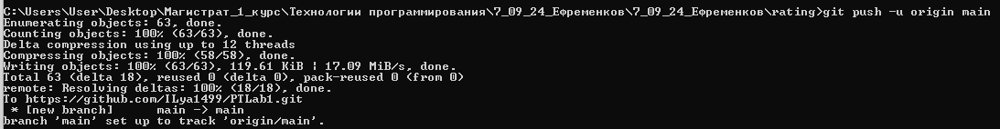 C:\Users\User\Desktop\Магистрат_1_курс\Технологии программирования\7_09_24_Ефременков\7_09_24_Ефременков\rating>git push -u origin main
Enumerating objects: 63, done.
Counting objects: 100% (63/63), done.
Delta compression using up to 12 threads
Compressing objects: 100% (58/58), done.
Writing objects: 100% (63/63), 119.61 KiB ¦ 17.09 MiB/s, done.
Total 63 (delta 18), reused 0 (delta 0), pack-reused 0 (from 0)
remote: Resolving deltas: 100% (18/18), done.
To https://github.com/ILya1499/PTLab1.git
 * [new branch]      main -> main
branch 'main' set up to track 'origin/main'.